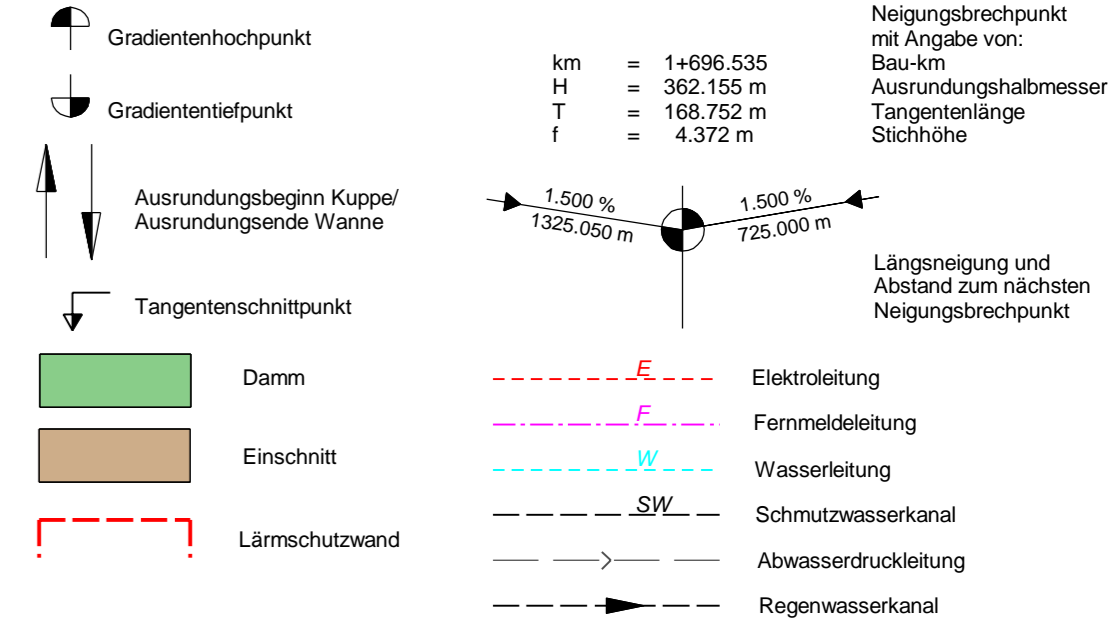 Gradientenhochpunkt
Gradiententiefpunkt
Ausrundungsbeginn Kuppe/
Ausrundungsende Wanne
Tangentenschnittpunkt
Damm
Einschnitt
Lärmschutzwand
Neigungsbrechpunkt
mit Angabe von:
km = 1+696.535 Bau-km
H = 362.155 m Ausrundungshalbmesser
T = 168.752 m Tangentenlänge
f = 4.372 m Stichhöhe
1.500 % 1.500 %
1325.050 m 725.000 m
Längsneigung und
Abstand zum nächsten
Neigungsbrechpunkt
E Elektroleitung
F Fernmeldeleitung
W Wasserleitung
SW Schmutzwasserkanal
Abwasserdruckleitung
Regenwasserkanal